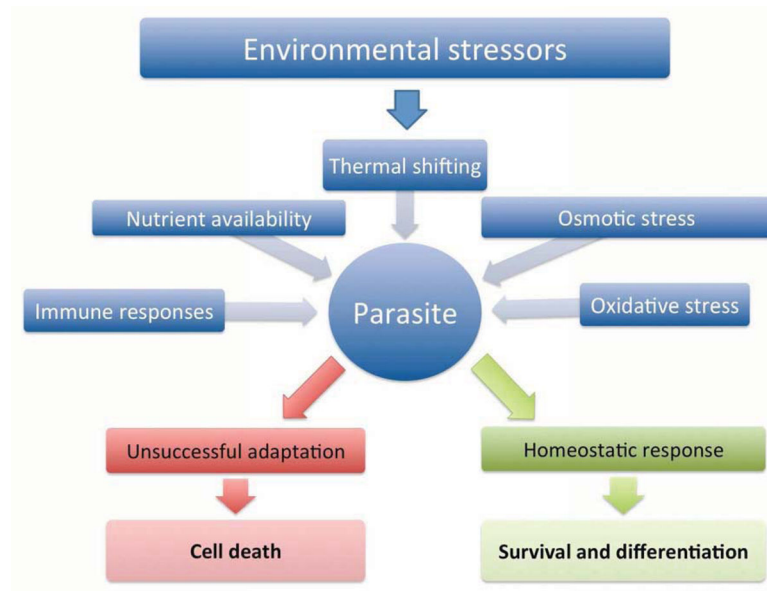 Environmental stressors
Thermal shifting
Nutrient availability
Osmotic stress
Immune responses
Parasite
Oxidative stress
Unsuccessful adaptation
Homeostatic response
Cell death
Survival and differentiation